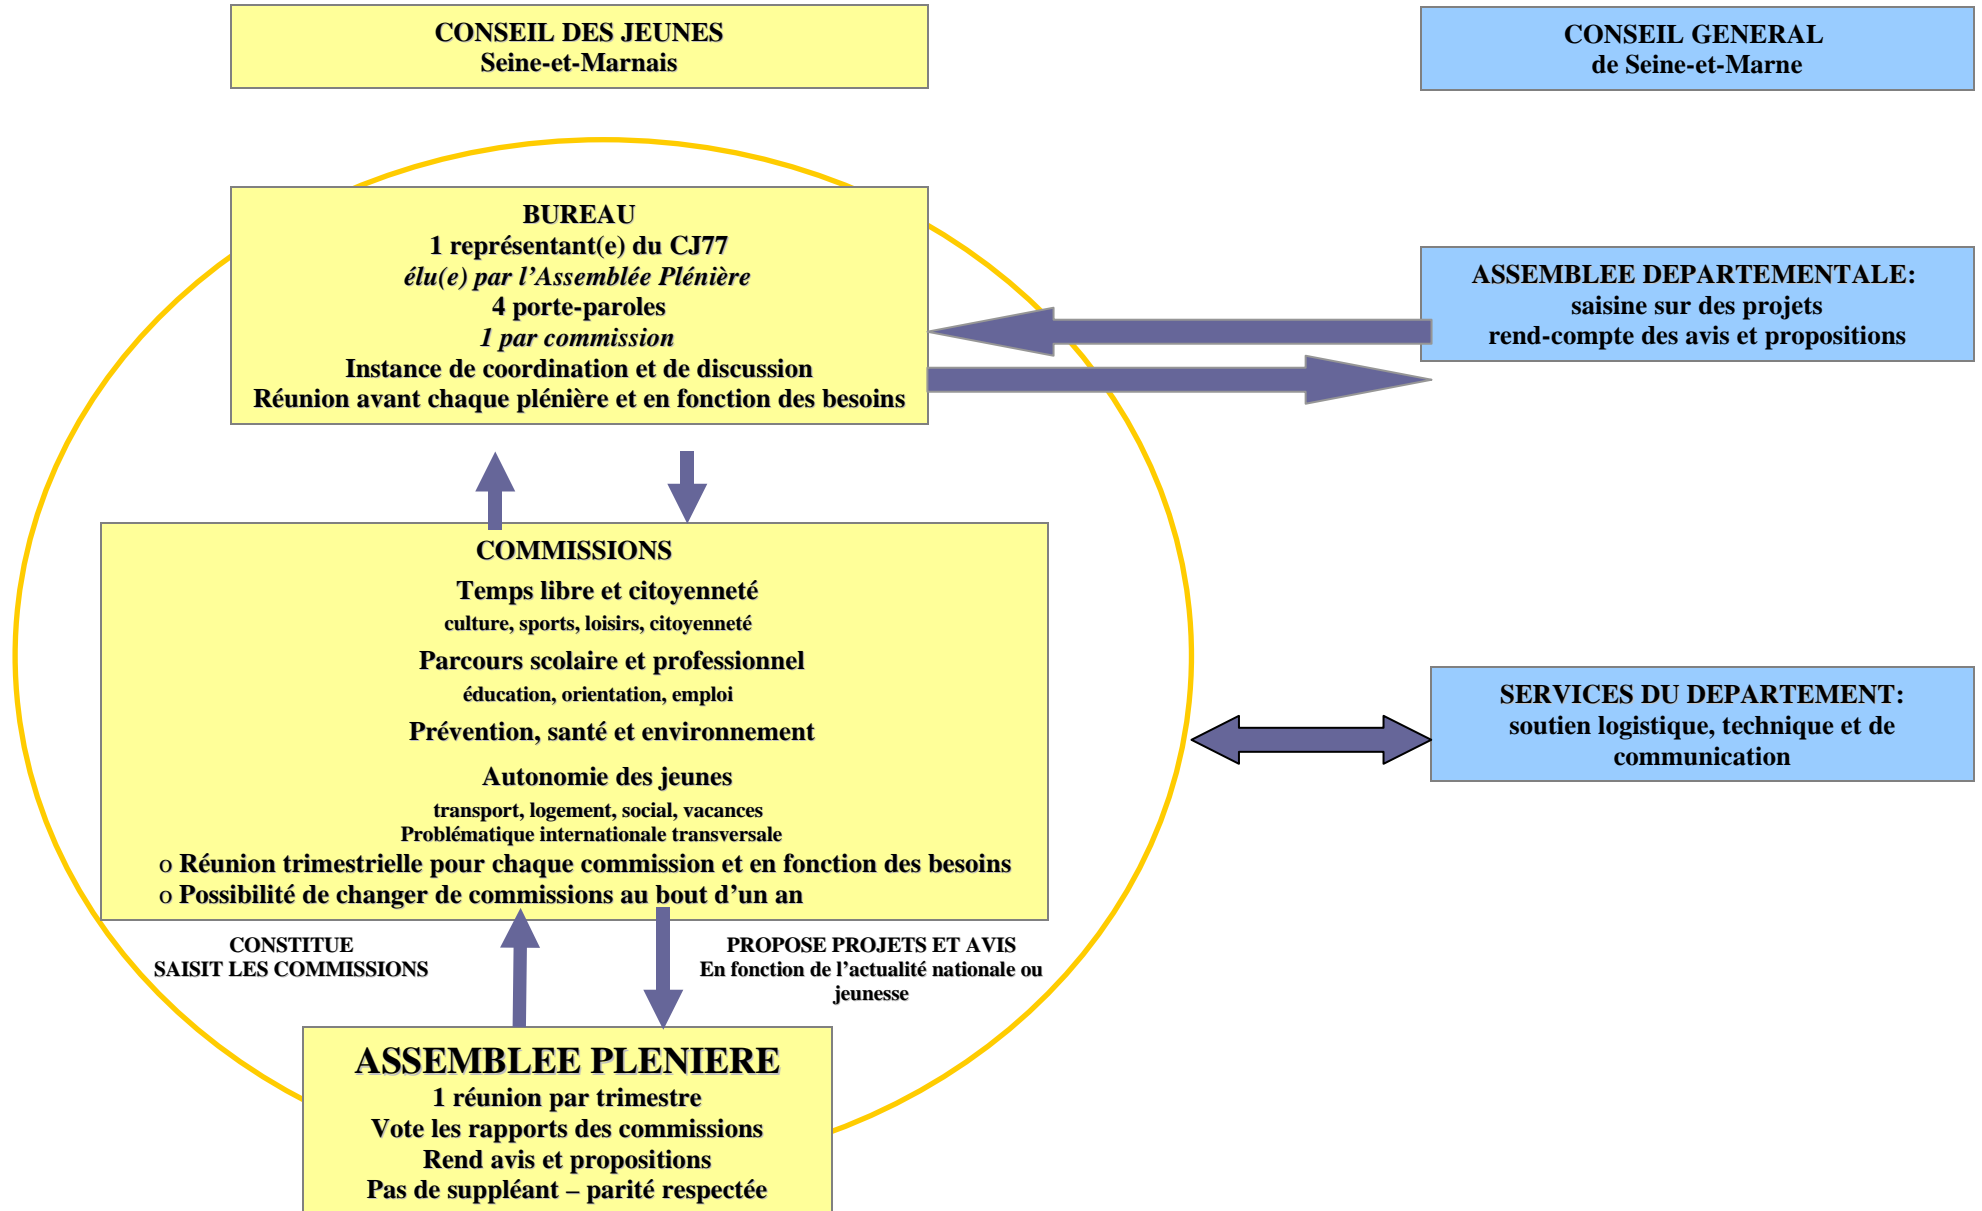 CONSEIL DES JEUNES
Seine-et-Marnais
CONSEIL GENERAL
de Seine-et-Marne
BUREAU
1 représentant(e) du CJ77
élu(e) par l’Assemblée Plénière
4 porte-paroles
1 par commission
Instance de coordination et de discussion
Réunion avant chaque plénière et en fonction des besoins
ASSEMBLEE DEPARTEMENTALE:
saisine sur des projets
rend-compte des avis et propositions
COMMISSIONS
Temps libre et citoyenneté
culture, sports, loisirs, citoyenneté
Parcours scolaire et professionnel
éducation, orientation, emploi
Prévention, santé et environnement
Autonomie des jeunes
transport, logement, social, vacances
Problématique internationale transversale
o Réunion trimestrielle pour chaque commission et en fonction des besoins
o Possibilité de changer de commissions au bout d’un an
SERVICES DU DEPARTEMENT:
soutien logistique, technique et de
communication
CONSTITUE
SAISIT LES COMMISSIONS
PROPOSE PROJETS ET AVIS
En fonction de l’actualité nationale ou
jeunesse
ASSEMBLEE PLENIERE
1 réunion par trimestre
Vote les rapports des commissions
Rend avis et propositions
Pas de suppléant – parité respectée